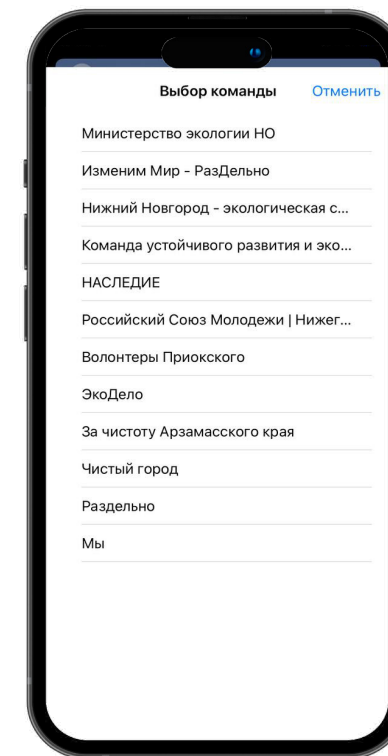 Выбор команды Отменить
Министерство экологии НО
Изменим Мир - РазДельно
Нижний Новгород - экологическая с...
Команда устойчивого развития и эко...
НАСЛЕДИЕ
Российский Союз Молодежи | Нижег...
Волонтеры Приокского
ЭкоДело
За чистоту Арзамасского края
Чистый город
Раздельно
Мы